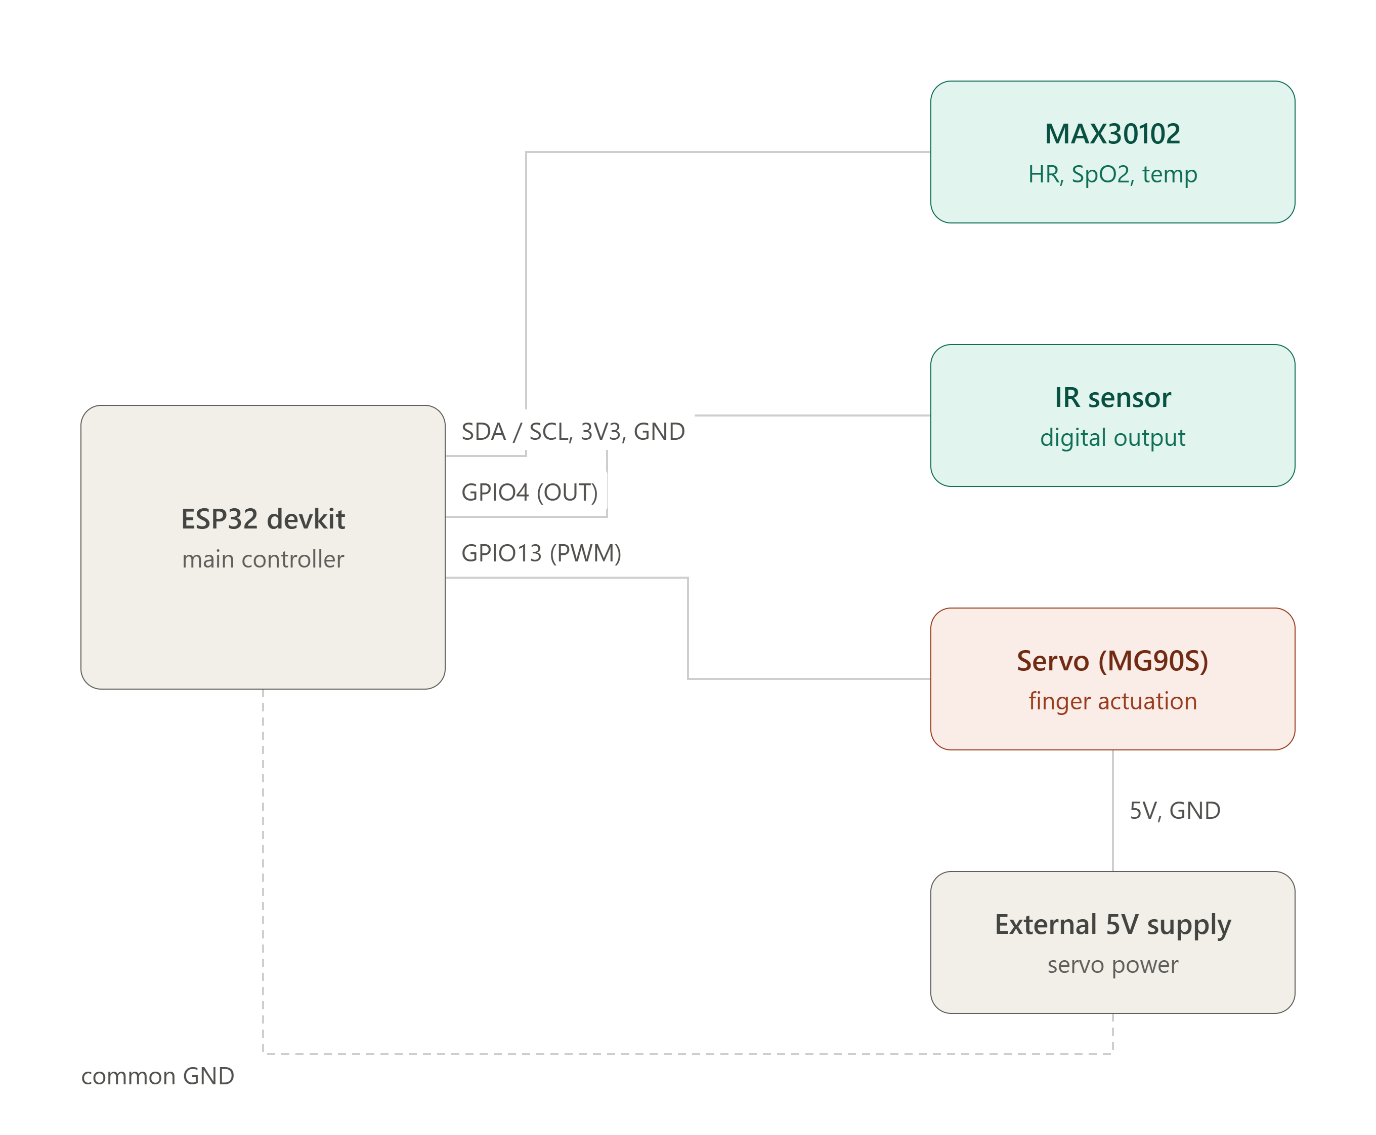 MAX30102
HR, SpO2, temp
IR sensor
digital output
SDA / SCL, 3V3, GND
GPIO4 (OUT)
GPIO13 (PWM)
ESP32 devkit
main controller
Servo (MG90S)
finger actuation
5V, GND
External 5V supply
servo power
common GND